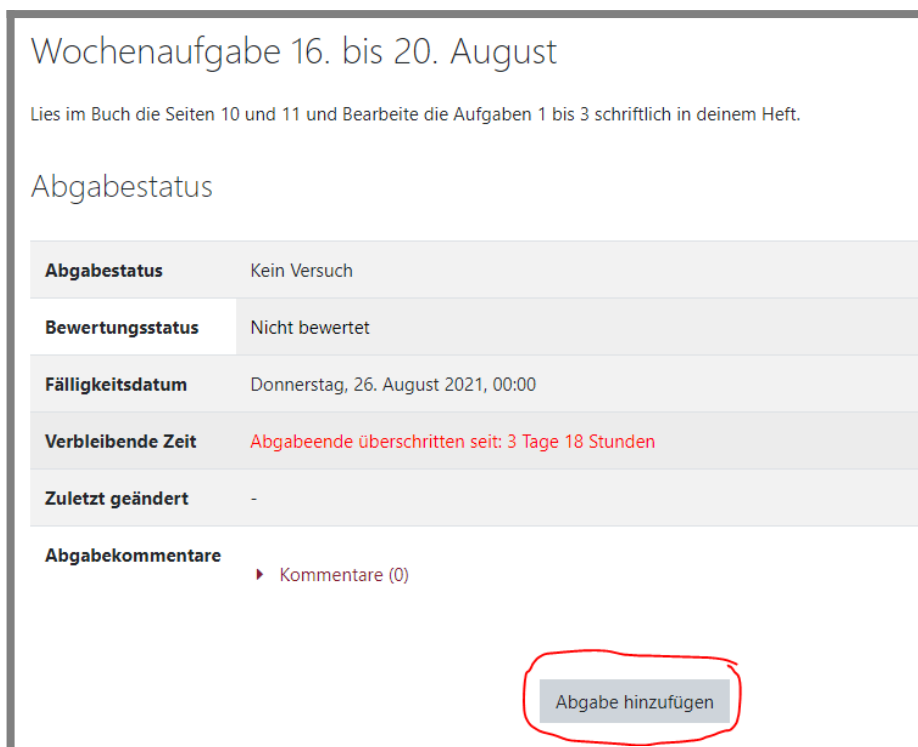 Wochenaufgabe 16. bis 20. August
Lies im Buch die Seiten 10 und 11 und Bearbeite die Aufgaben 1 bis 3 schriftlich in deinem Heft.
Abgabestatus
Abgabestatus Kein Versuch
Bewertungsstatus Nicht bewertet
Fälligkeitsdatum Donnerstag, 26. August 2021, 00:00
Verbleibende Zeit Abgabeende überschritten seit: 3 Tage 18 Stunden
Zuletzt geändert -
Abgabekommentare
Kommentare (0)
Abgabe hinzufügen